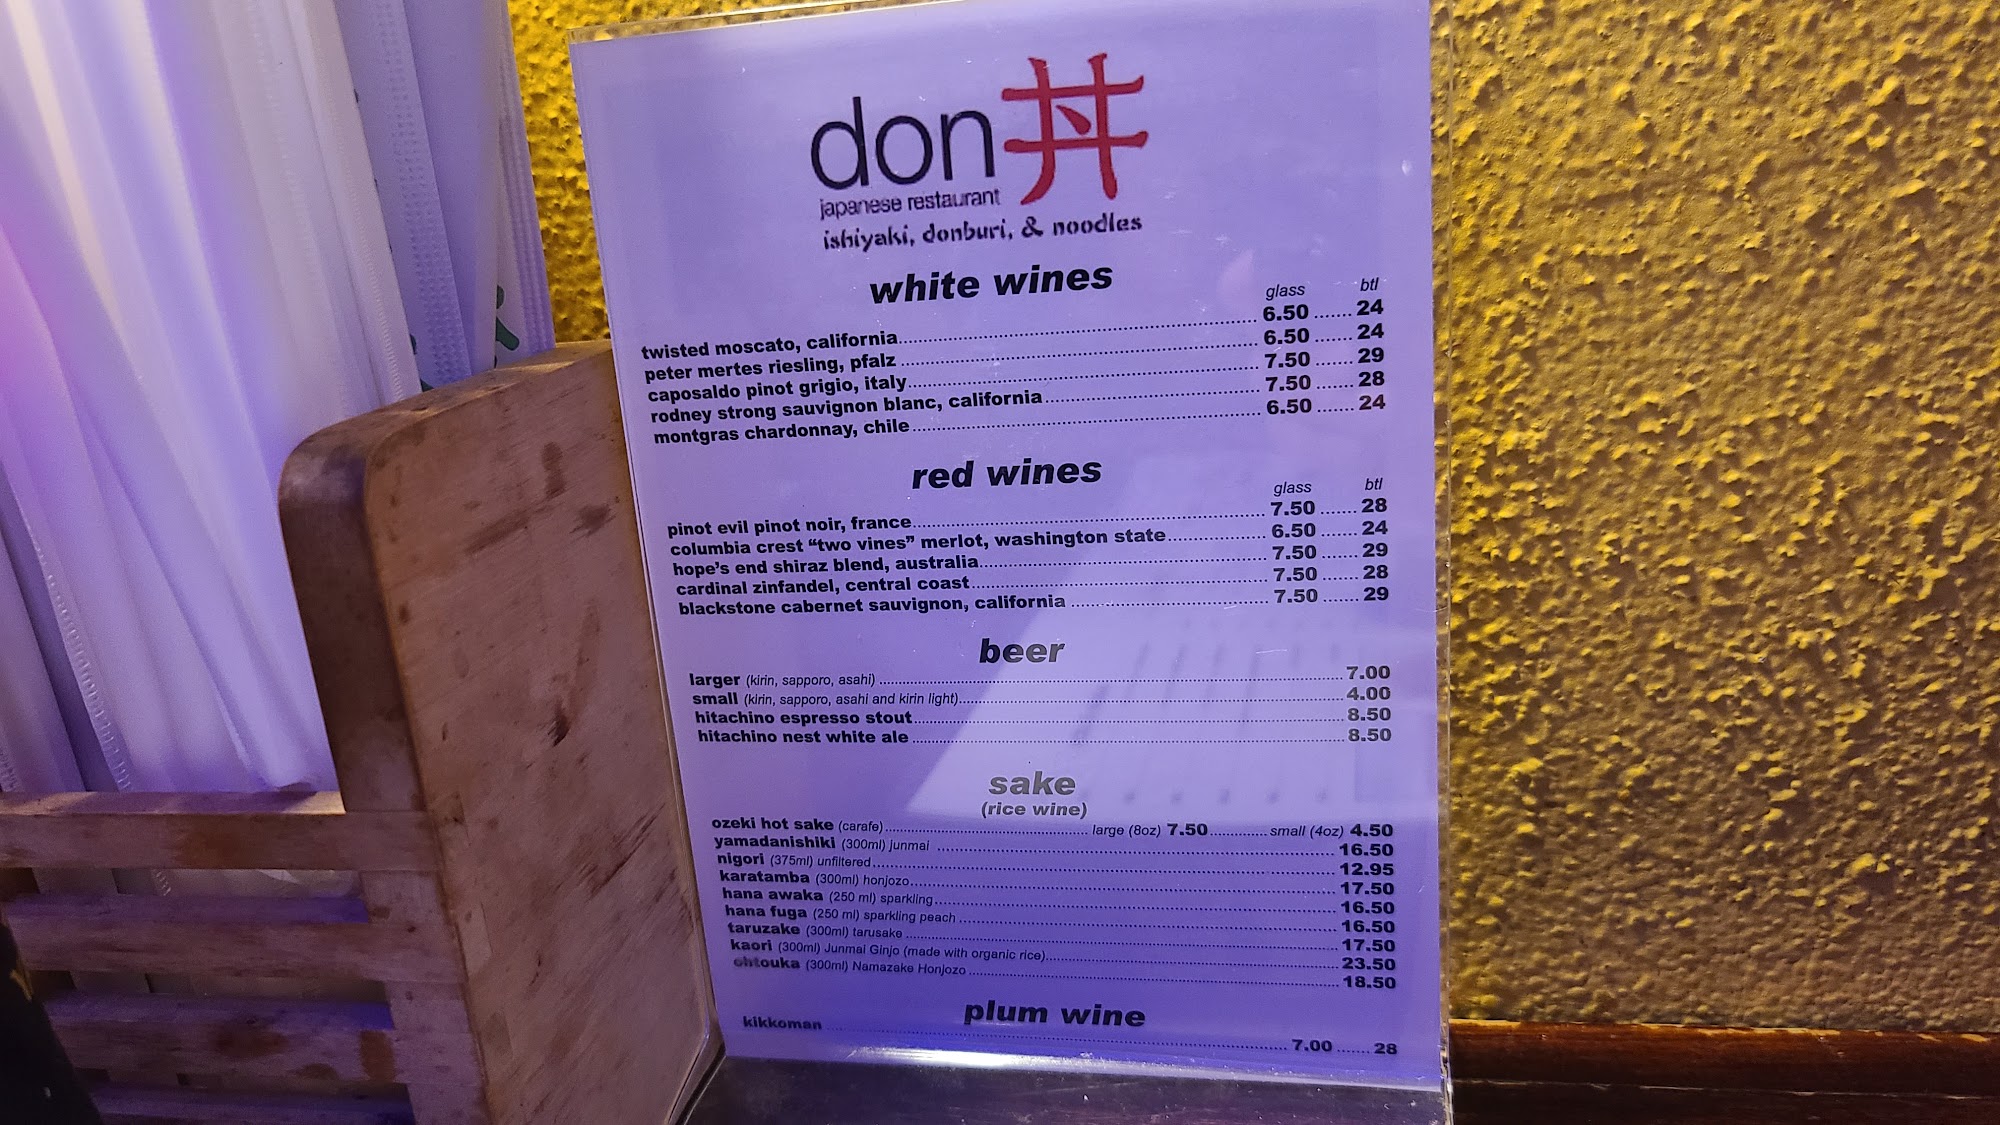 don 丼
japanese restaurant
ishiyaki, donburi, & noodles
white wines
glass btl
twisted moscato, california 6.50 24
peter mertes riesling, pfalz 6.50 24
caposaldo pinot grigio, italy 7.50 29
rodney strong sauvignon blanc, california 7.50 28
montgras chardonnay, chile 6.50 24
red wines
glass btl
pinot evil pinot noir, france 7.50 28
columbia crest “two vines” merlot, washington state 6.50 24
hope's end shiraz blend, australia 7.50 29
cardinal zinfandel, central coast 7.50 28
blackstone cabernet sauvignon, california 7.50 29
beer
larger (kirin, sapporo, asahi) 7.00
small (kirin, sapporo, asahi and kirin light) 4.00
hitachino espresso stout 8.50
hitachino nest white ale 8.50
sake
(rice wine)
ozeki hot sake (carafe) large (8oz) 7.50 small (4oz) 4.50
yamadanishiki (300ml) junmai 16.50
nigori (375ml) unfiltered 12.95
karatamba (300ml) honjozo 17.50
hana awaka (250 ml) sparkling 16.50
hana fuga (250 ml) sparkling peach 16.50
taruzake (300ml) tarusake 17.50
kaori (300ml) Junmai Ginjo (made with organic rice) 23.50
ohtouka (300ml) Namazake Honjozo 18.50
plum wine
kikkoman 7.00 28